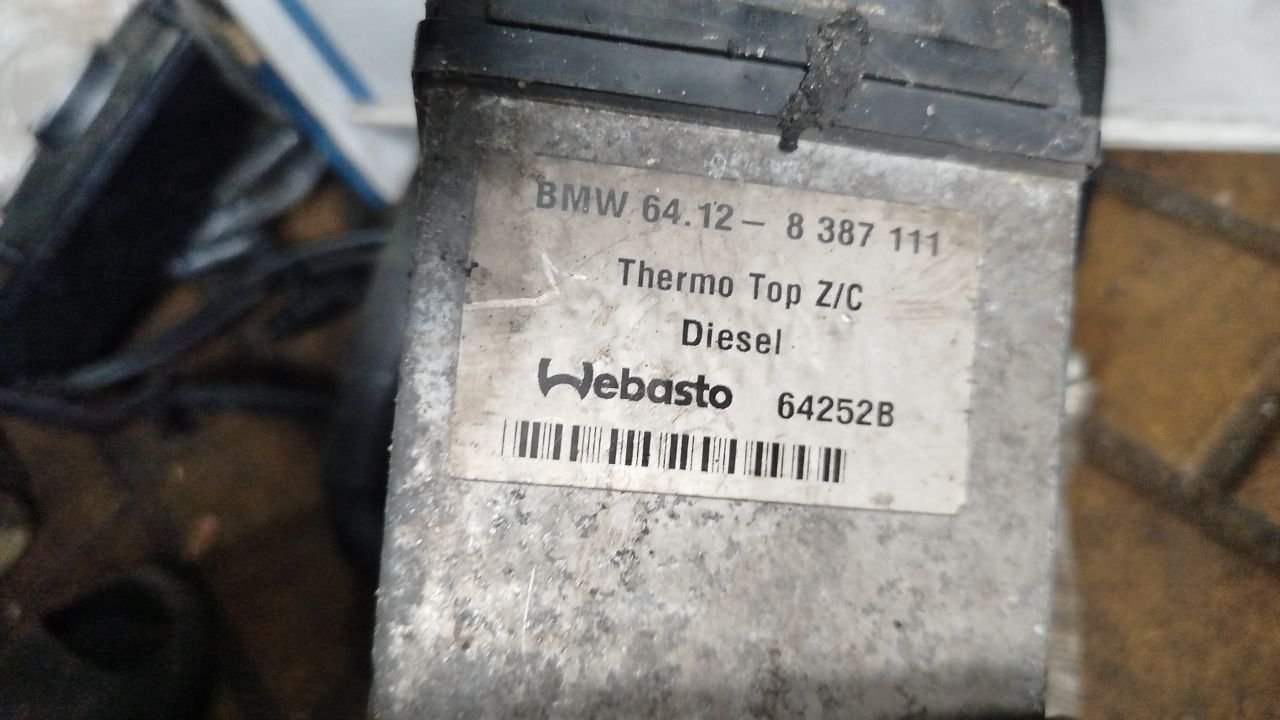 BMW 64.12 – 8 387 111
Thermo Top Z/C
Diesel
Webasto 64252B